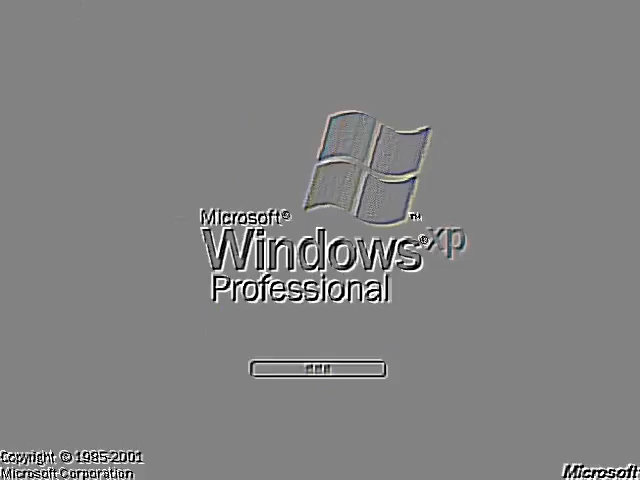 Microsoft®
Windows® xp
Professional
Copyright © 1985-2001
Microsoft Corporation
Microsoft